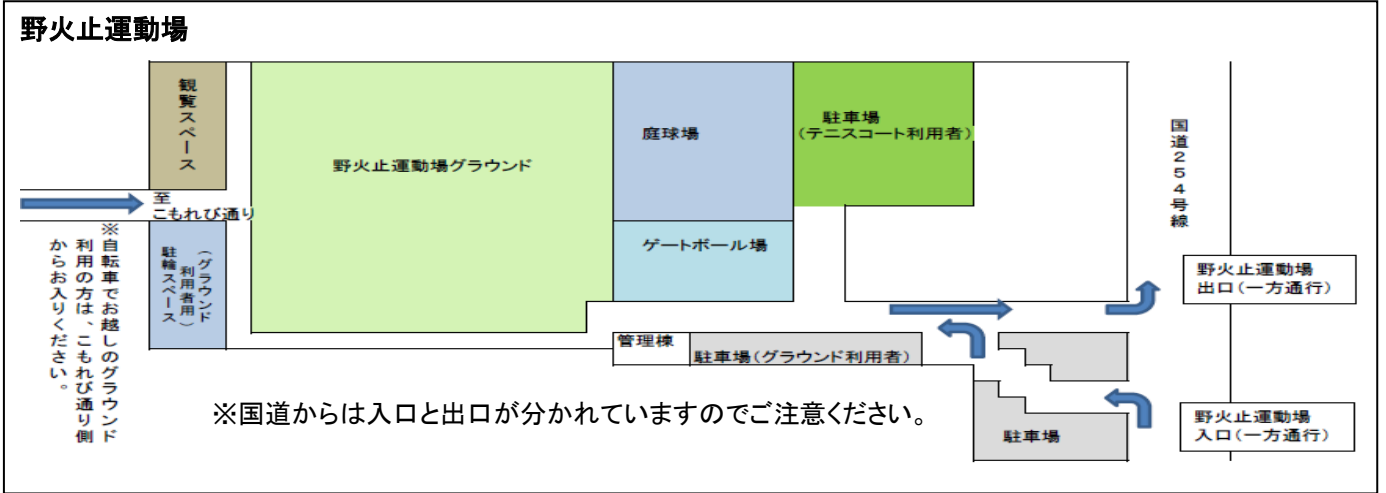 野火止運動場
観覧スペース
野火止運動場グラウンド
庭球場
駐車場
(テニスコート利用者)
国道254号線
至
こもれび通り
※自転車でお越しのグラウンド
利用の方は、こもれび通り側
からお入りください。
(グラウンド
利用者用)
駐輪スペース
ゲートボール場
野火止運動場
出口(一方通行)
管理棟
駐車場(グラウンド利用者)
※国道からは入口と出口が分かれていますのでご注意ください。
駐車場
野火止運動場
入口(一方通行)